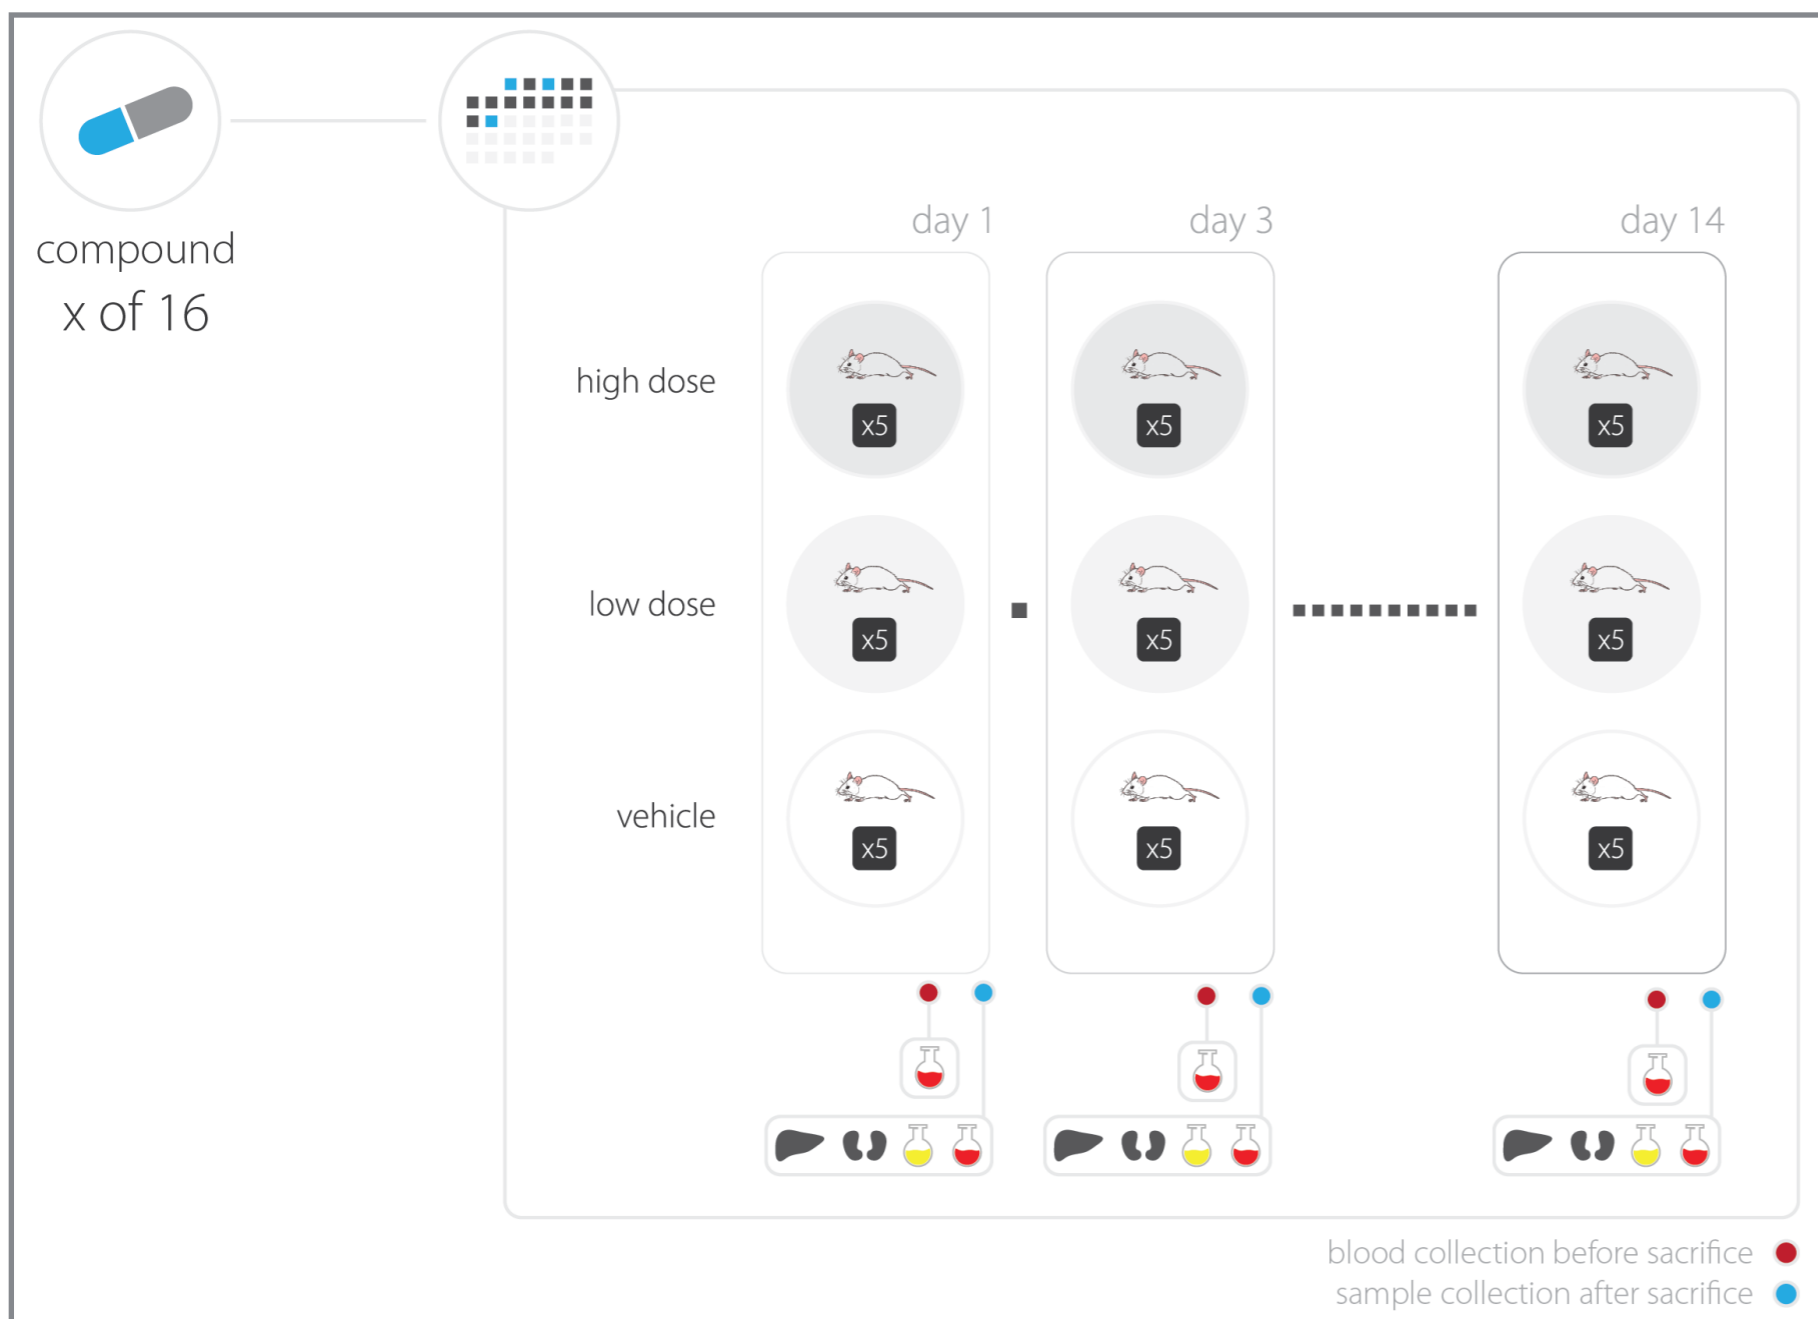 compound
x of 16
day 1
day 3
day 14
high dose
x5
x5
x5
low dose
x5
x5
x5
vehicle
x5
x5
x5
blood collection before sacrifice
sample collection after sacrifice